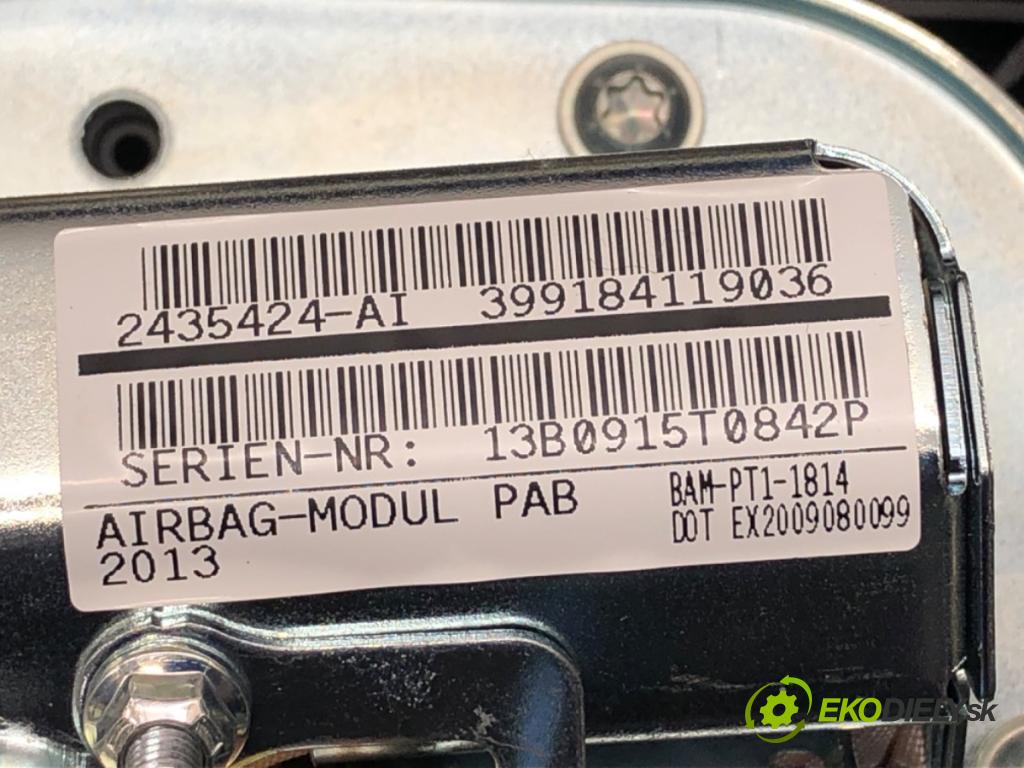 2435424-AI 399184119036
SERIEN-NR: 13B0915T0842P
AIRBAG-MODUL PAB
2013
BAM-PT1-1814
DOT EX2009080099
EKODIELY.sk